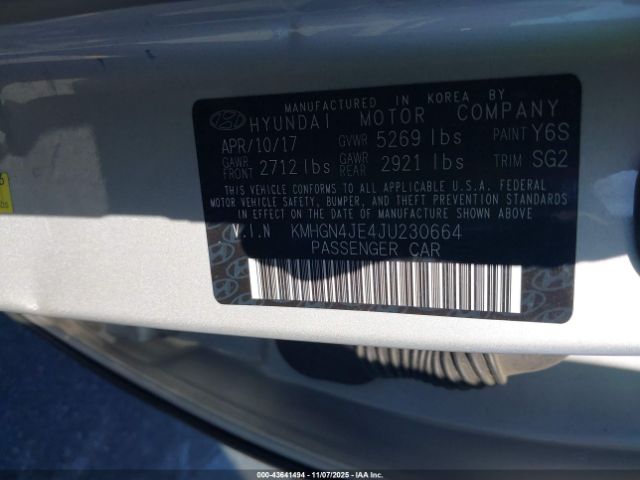 MANUFACTURED IN KOREA BY
HYUNDAI MOTOR COMPANY
APR/10/17 GVWR 5269 lbs PAINT Y6S
GAWR FRONT 2712 lbs GAWR REAR 2921 lbs TRIM SG2
THIS VEHICLE CONFORMS TO ALL APPLICABLE U.S.A. FEDERAL
MOTOR VEHICLE SAFETY, BUMPER, AND THEFT PREVENTION STANDARDS
IN EFFECT ON THE DATE OF MANUFACTURE SHOWN ABOVE.
V.I.N KMHGN4JE4JU230664
PASSENGER CAR
000-43641494 - 11/07/2025 - IAAI.COM